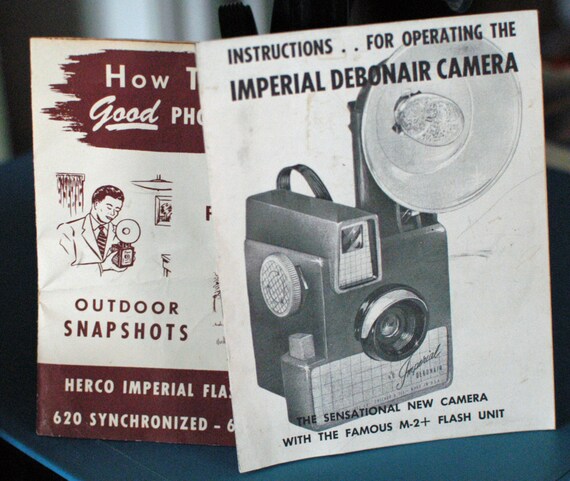 How T
Good PHO
F
OUTDOOR
SNAPSHOTS
HERCO IMPERIAL FLAS
620 SYNCHRONIZED - 6
INSTRUCTIONS . . FOR OPERATING THE
IMPERIAL DEBONAIR CAMERA
Imperial
DEBONAIR
THE SENSATIONAL NEW CAMERA
WITH THE FAMOUS M-2+ FLASH UNIT